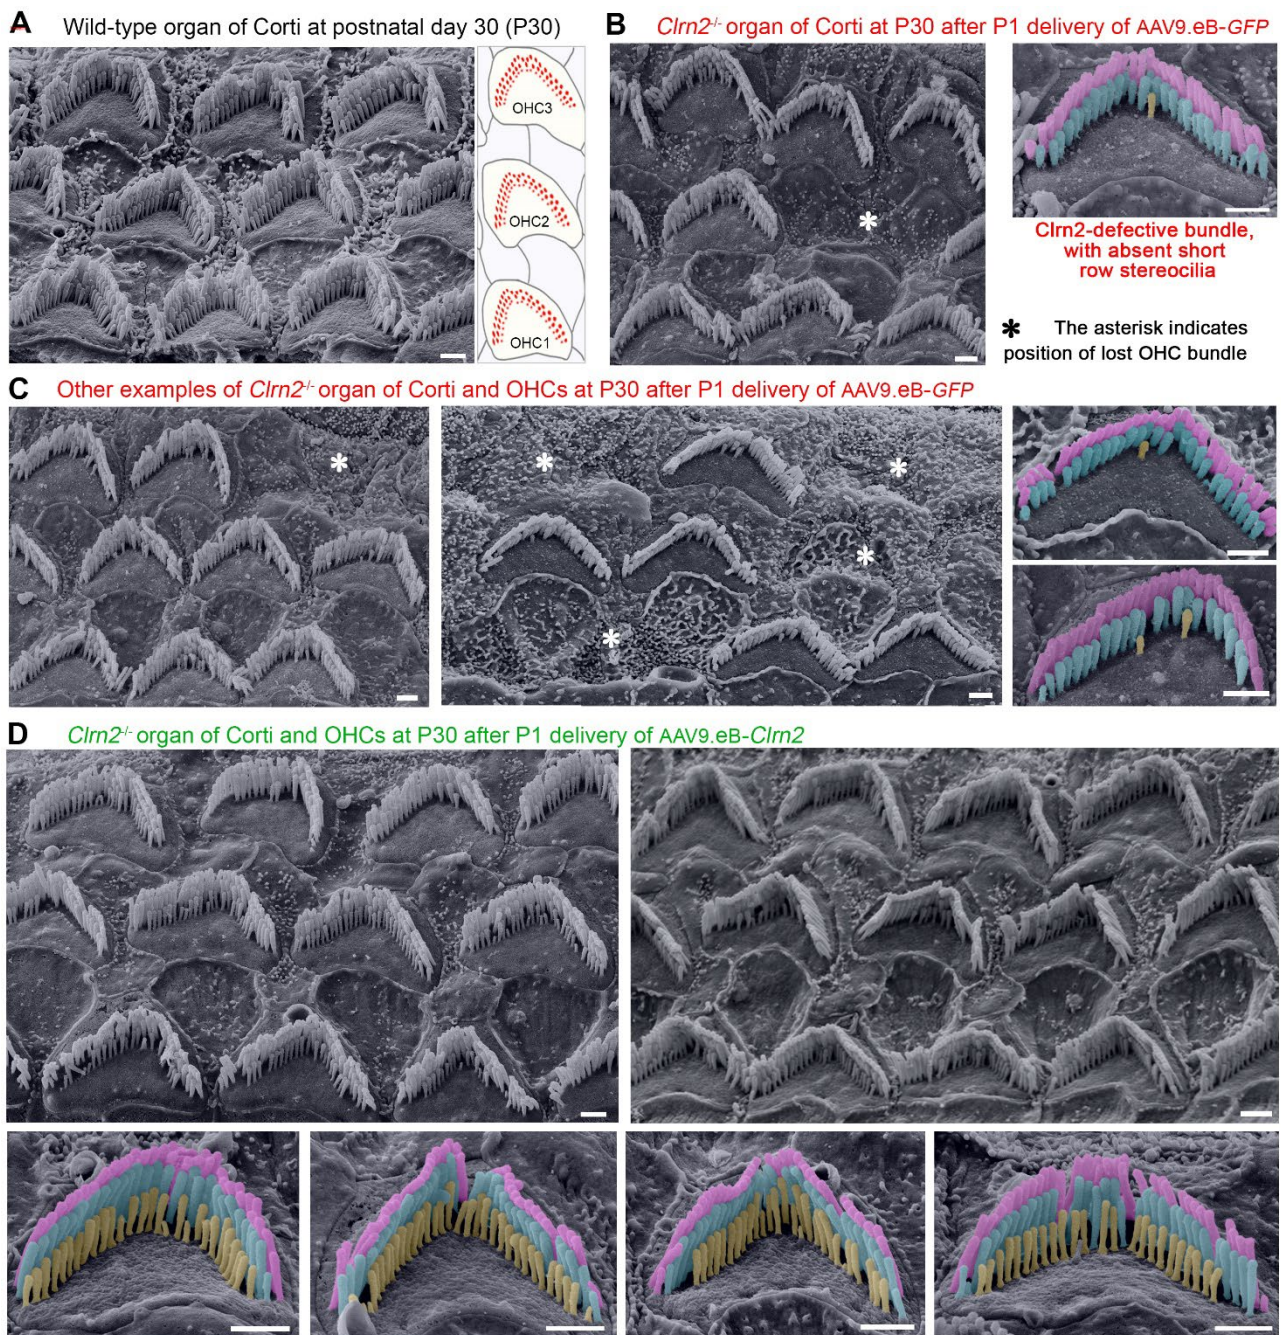 A Wild-type organ of Corti at postnatal day 30 (P30)
OHC3
OHC2
OHC1
B Clrn2-/- organ of Corti at P30 after P1 delivery of AAV9.eB-GFP
Clrn2-defective bundle,
with absent short
row stereocilia
* The asterisk indicates
position of lost OHC bundle
*
C Other examples of Clrn2-/- organ of Corti and OHCs at P30 after P1 delivery of AAV9.eB-GFP
*
* *
*
*
D Clrn2-/- organ of Corti and OHCs at P30 after P1 delivery of AAV9.eB-Clrn2